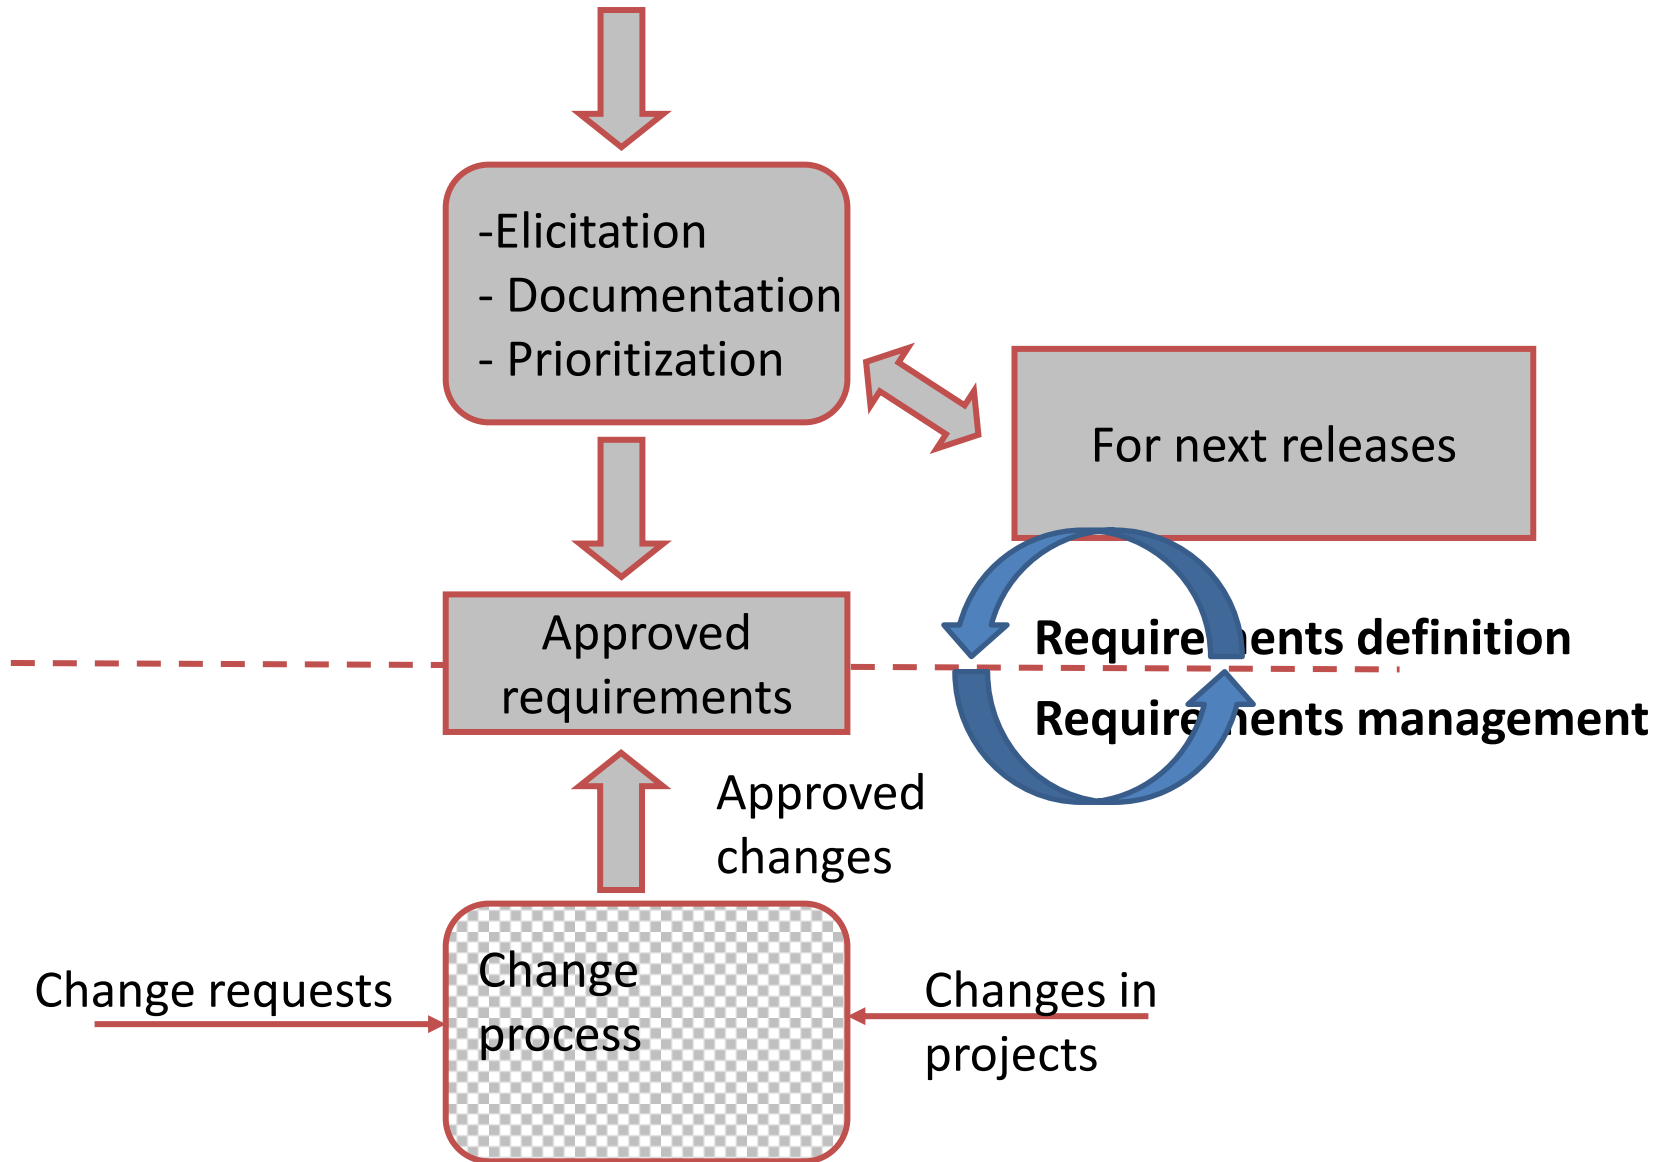 -Elicitation
- Documentation
- Prioritization
For next releases
Approved
requirements
Requirements definition
Requirements management
Approved
changes
Change requests
Change
process
Changes in
projects